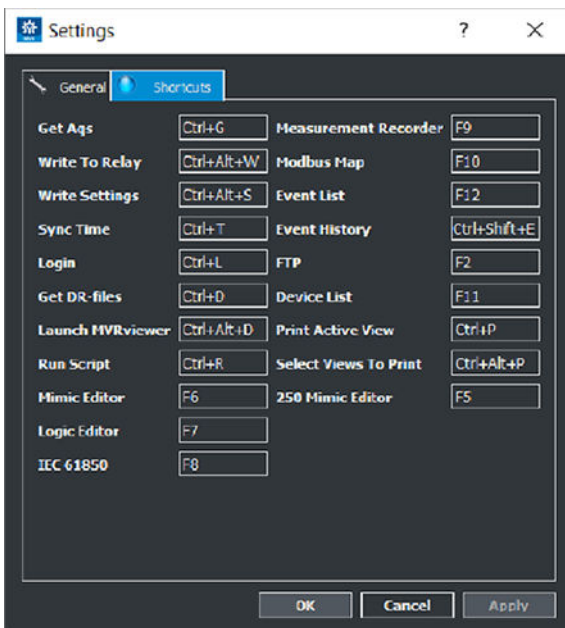 Settings
?
General
Shortcuts
Get Aqs
Ctrl+G
Measurement Recorder
F9
Write To Relay
Ctrl+Alt+W
Modbus Map
F10
Write Settings
Ctrl+Alt+S
Event List
F12
Sync Time
Ctrl+T
Event History
Ctrl+Shift+E
Login
Ctrl+L
FTP
F2
Get DR-files
Ctrl+D
Device List
F11
Launch MVRviewer
Ctrl+Alt+D
Print Active View
Ctrl+P
Run Script
Ctrl+R
Select Views To Print
Ctrl+Alt+P
Mimic Editor
F6
250 Mimic Editor
F5
Logic Editor
F7
IEC 61850
F8
OK
Cancel
Apply